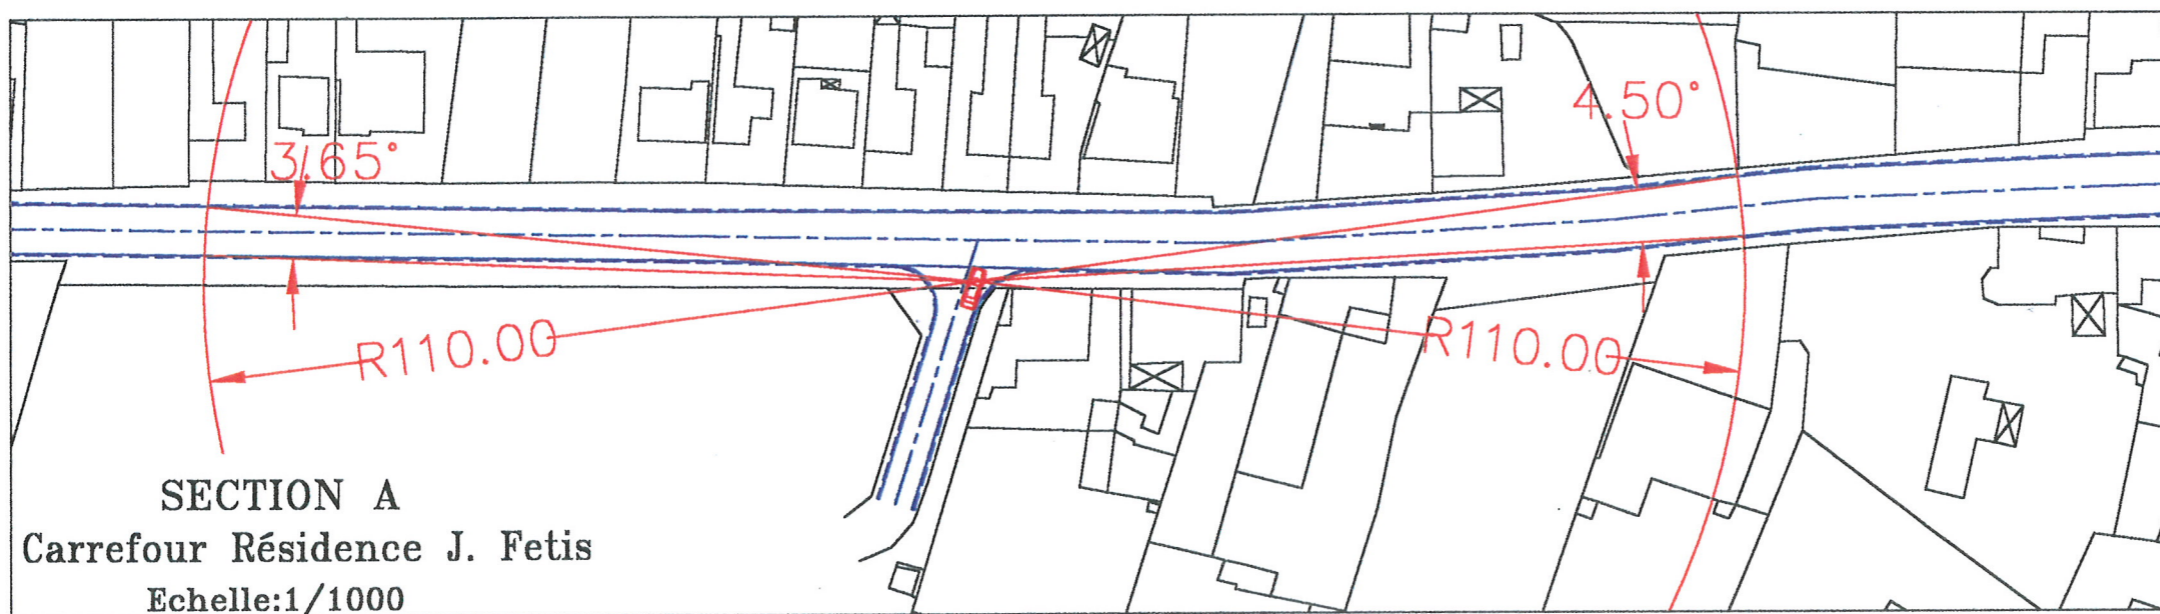 4.50°
3.65°
R110.00
R110.00
SECTION A
Carrefour Résidence J. Fetis
Echelle:1/1000